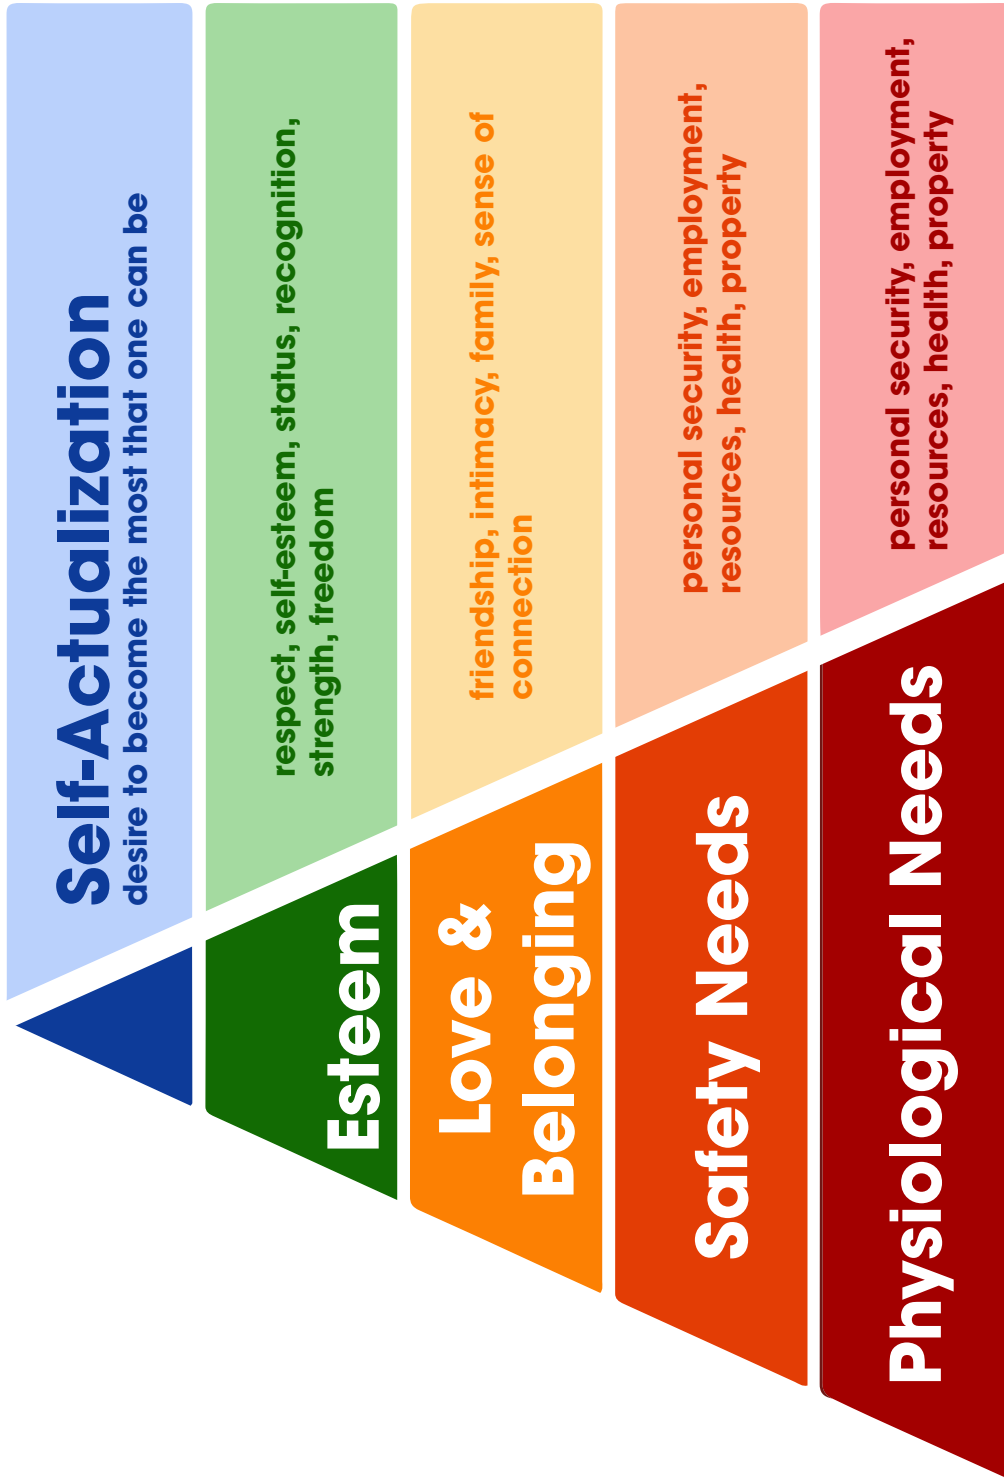 Self-Actualization
desire to become the most that one can be
Esteem
respect, self-esteem, status, recognition,
strength, freedom
Love &
Belonging
friendship, intimacy, family, sense of
connection
Safety Needs
personal security, employment,
resources, health, property
Physiological Needs
personal security, employment,
resources, health, property